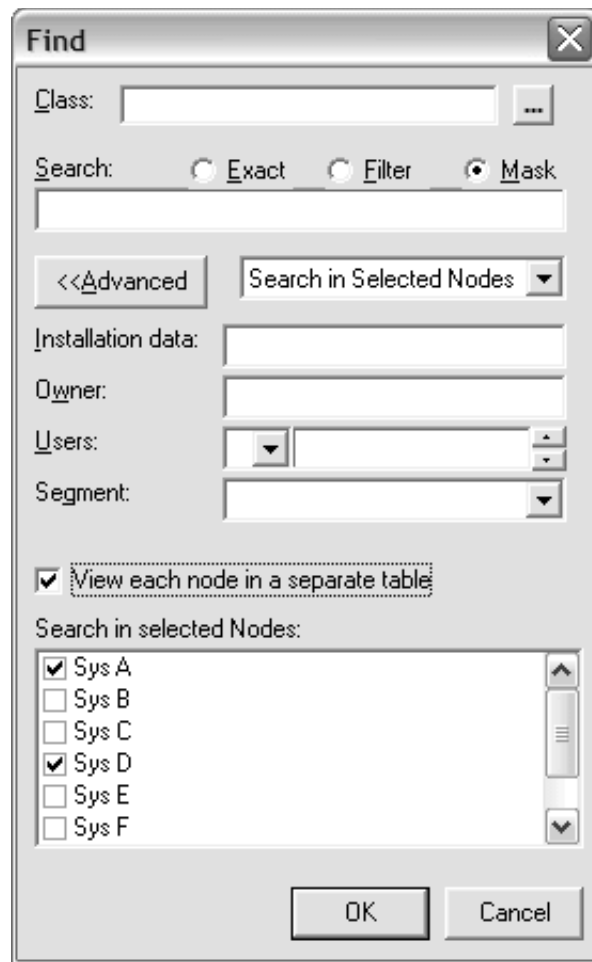 Find
Class: ...
Search: Exact Filter Mask
<<Advanced Search in Selected Nodes
Installation data:
Owner:
Users:
Segment:
View each node in a separate table
Search in selected Nodes:
Sys A
Sys B
Sys C
Sys D
Sys E
Sys F
OK Cancel